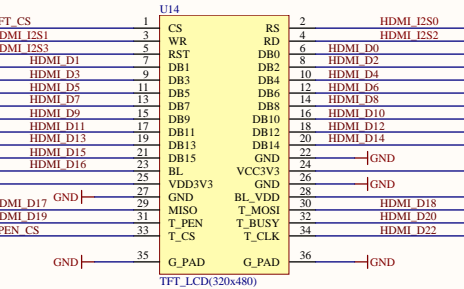 U14
FT_CS 1 CS RS 2 HDMI_I2S0
DMI_I2S1 3 WR RD 4 HDMI_I2S2
DMI_I2S3 5 RST DB0 6 HDMI_D0
HDMI_D1 7 DB1 DB2 8 HDMI_D2
HDMI_D3 9 DB3 DB4 10 HDMI_D4
HDMI_D5 11 DB5 DB6 12 HDMI_D6
HDMI_D7 13 DB7 DB8 14 HDMI_D8
HDMI_D9 15 DB9 DB10 16 HDMI_D10
HDMI_D11 17 DB11 DB12 18 HDMI_D12
HDMI_D13 19 DB13 DB14 20 HDMI_D14
HDMI_D15 21 DB15 GND 22 GND
HDMI_D16 23 BL VCC3V3 24
25 VDD3V3 GND 26 GND
GND 27 GND BL_VDD 28
DMI_D17 29 MISO T_MOSI 30 HDMI_D18
DMI_D19 31 T_PEN T_BUSY 32 HDMI_D20
PEN_CS 33 T_CS T_CLK 34 HDMI_D22
GND 35 G_PAD G_PAD 36 GND
TFT_LCD(320x480)